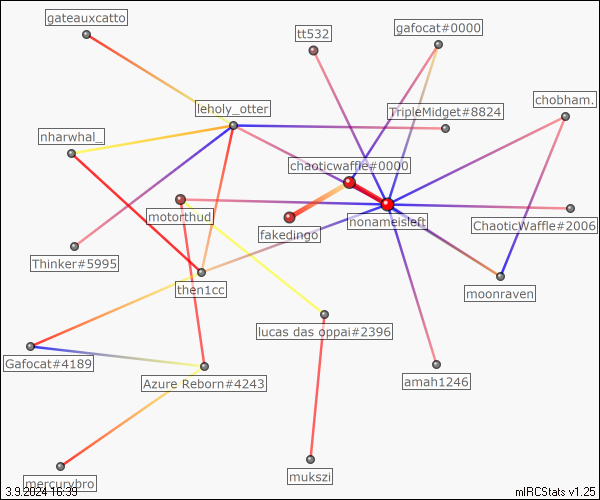 gateauxcatto
tt532
gafocat#0000
chobham.
leholy_otter
TripleMidget#8824
nharwhal_
chaoticwaffle#0000
motorthud
nonameisleft
ChaoticWaffle#2006
fakedingo
Thinker#5995
then1cc
moonraven
lucas das oppai#2396
Gafocat#4189
Azure Reborn#4243
amah1246
mercurybro
mukszi
3.9.2024 16:39
mIRCStats v1.25